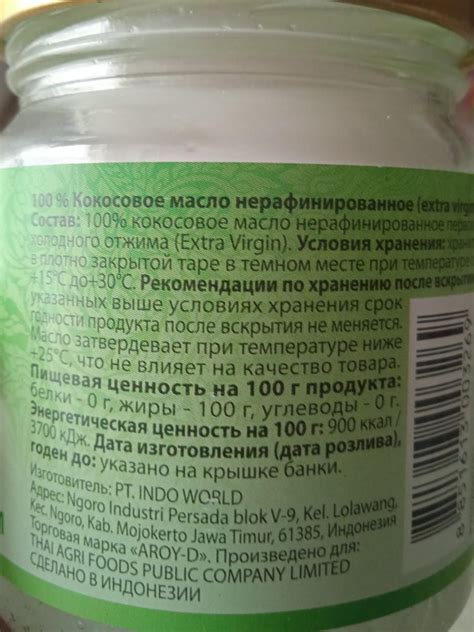 100 % Кокосовое масло нерафинированное (extra virgin
Состав: 100% кокосовое масло нерафинированное
холодного отжима (Extra Virgin). Условия хранения:
в плотно закрытой таре в темном месте при температуре
+15°С до+30°С. Рекомендации по хранению после вскрытия
указанных выше условиях хранения срок
годности продукта после вскрытия не меняется.
Масло затвердевает при температуре ниже
+25°С, что не влияет на качество товара.
Пищевая ценность на 100 г продукта:
белки - 0 г, жиры - 100 г, углеводы - 0 г.
Энергетическая ценность на 100 г: 900 ккал /
3700 кДж. Дата изготовления (дата розлива),
годен до: указано на крышке банки.
Изготовитель: PT. INDO WORLD
Адрес: Ngoro Industri Persada blok V-9, Kel. Lolawang,
Kec. Ngoro, Kab. Mojokerto Jawa Timur, 61385, Индонезия
Торговая марка «AROY-D». Произведено для:
THAI AGRI FOODS PUBLIC COMPANY LIMITED
СДЕЛАНО В ИНДОНЕЗИИ